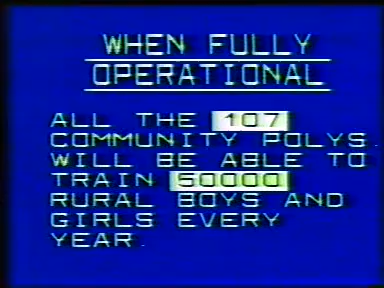 WHEN FULLY
OPERATIONAL
ALL THE 107
COMMUNITY POLYS.
WILL BE ABLE TO
TRAIN 50000
RURAL BOYS AND
GIRLS EVERY
YEAR.